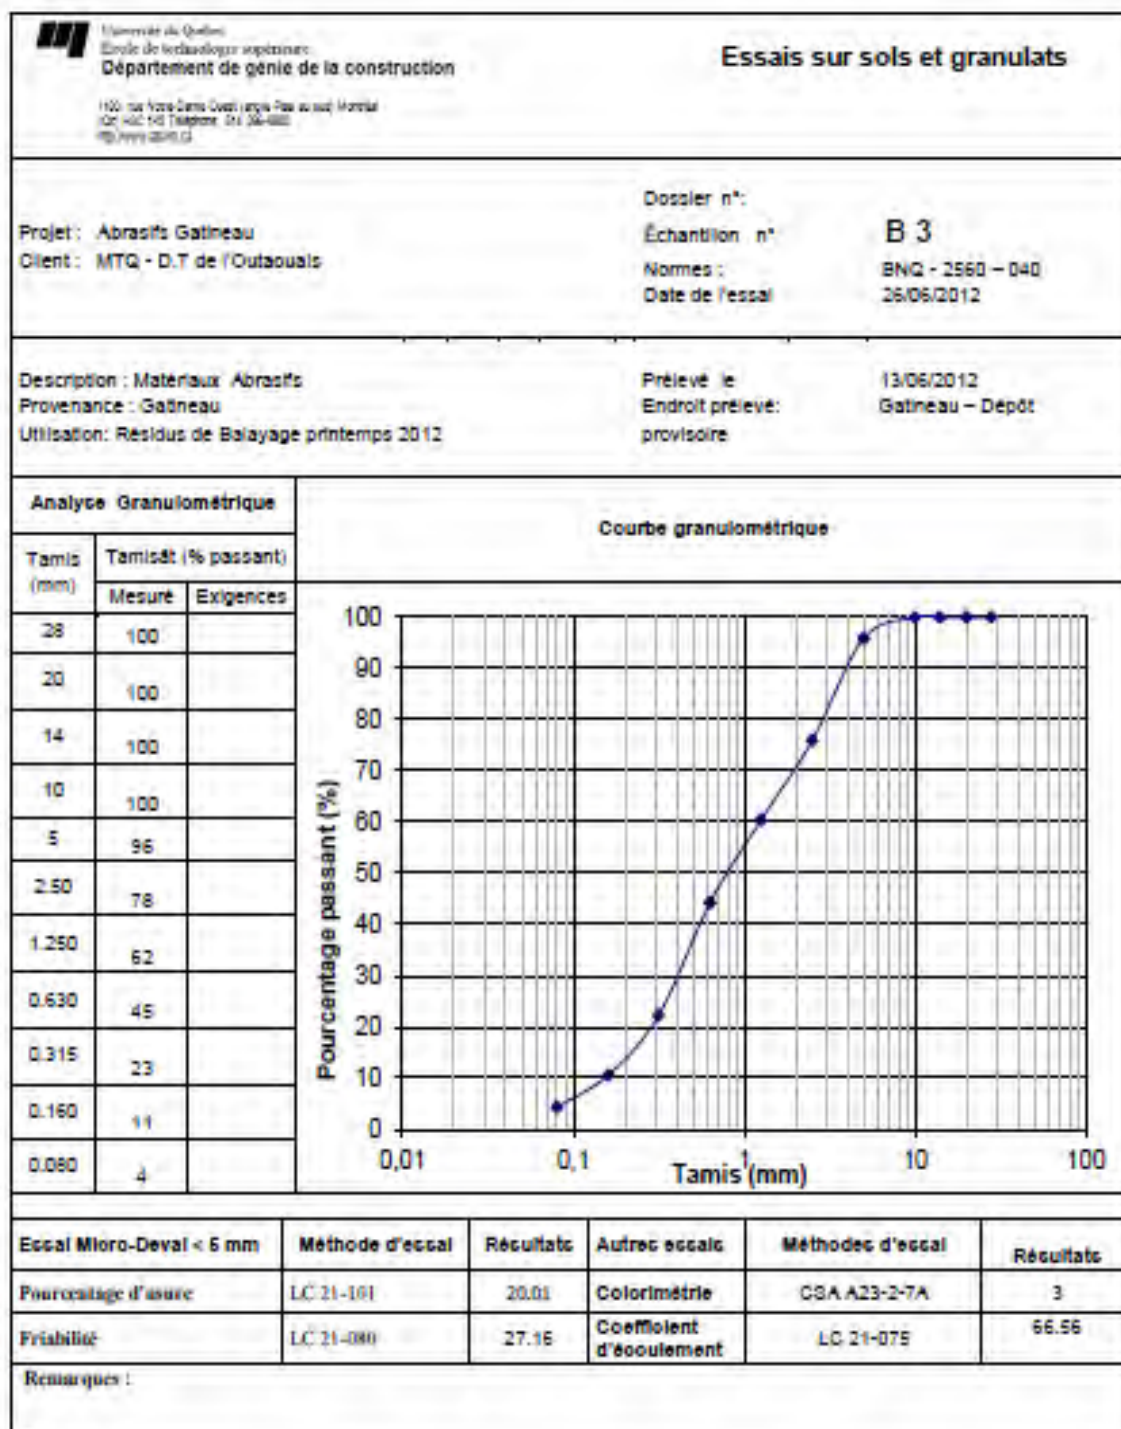 Université du Québec
École de technologie supérieure
Département de génie de la construction
Essais sur sols et granulats
Projet : Abrasifs Gatineau
Client : MTQ - D.T de l'Outaouais
Dossier n°:
Échantillon n° B 3
Normes : BNQ - 2560 – 040
Date de l'essai 26/06/2012
Description : Matériaux Abrasifs
Provenance : Gatineau
Utilisation: Résidus de Balayage printemps 2012
Prélevé le 13/06/2012
Endroit prélevé: Gatineau – Dépôt
provisoire
Analyse Granulométrique
Tamis (mm)
Tamisât (% passant)
Mesuré Exigences
28 100
20 100
14 100
10 100
5 96
2.50 78
1.250 62
0.630 45
0.315 23
0.160 11
0.080 4
Courbe granulométrique
Pourcentage passant (%)
100
90
80
70
60
50
40
30
20
10
0
0,01 0,1 1 10 100
Tamis (mm)
Essai Micro-Deval < 5 mm Méthode d'essai Résultats Autres essais Méthodes d'essai Résultats
Pourcentage d'usure LC 21-101 20.01 Colorimétrie CSA A23-2-7A 3
Friabilité LC 21-080 27.16 Coefficient d'écoulement LC 21-075 66.56
Remarques :